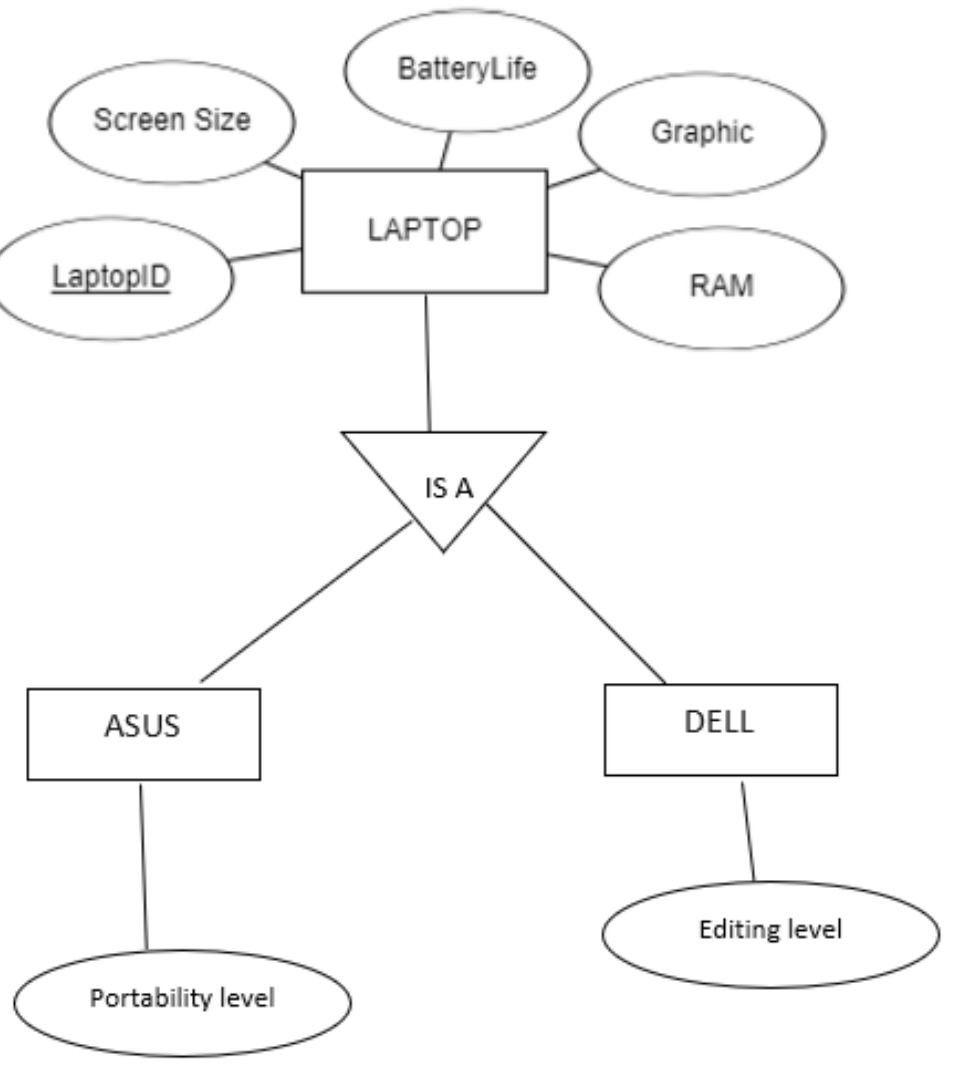 BatteryLife
Screen Size
Graphic
LAPTOP
LaptopID
RAM
IS A
ASUS
DELL
Editing level
Portability level